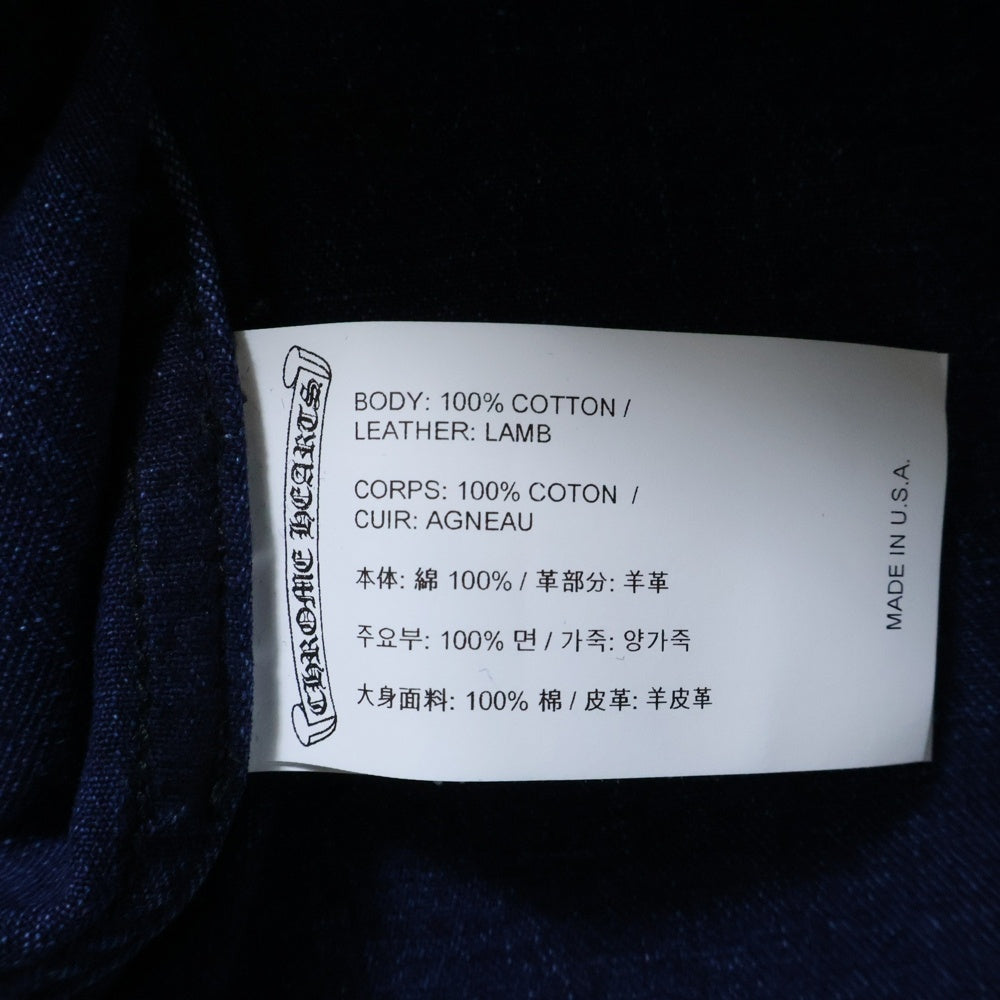 CHROME HEARTS
BODY: 100% COTTON /
LEATHER: LAMB
CORPS: 100% COTON /
CUIR: AGNEAU
本体: 綿 100% / 革部分: 羊革
주요부: 100% 면 / 가죽: 양가죽
大身面料: 100% 棉 / 皮革: 羊皮革
MADE IN U.S.A.